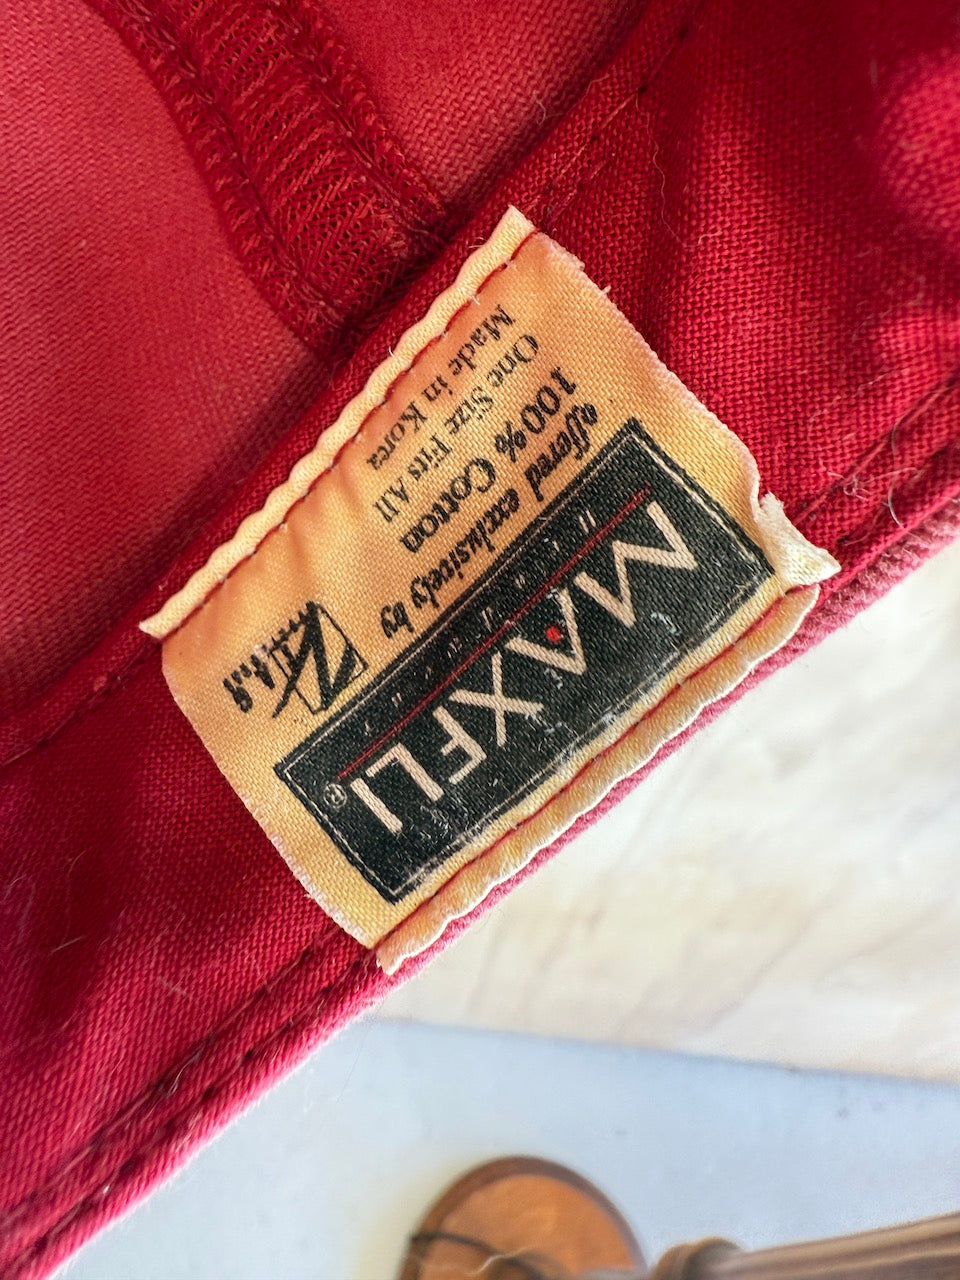 MAXFLI®
Offered exclusively by
100% Cotton
One Size Fits All
Made in Korea